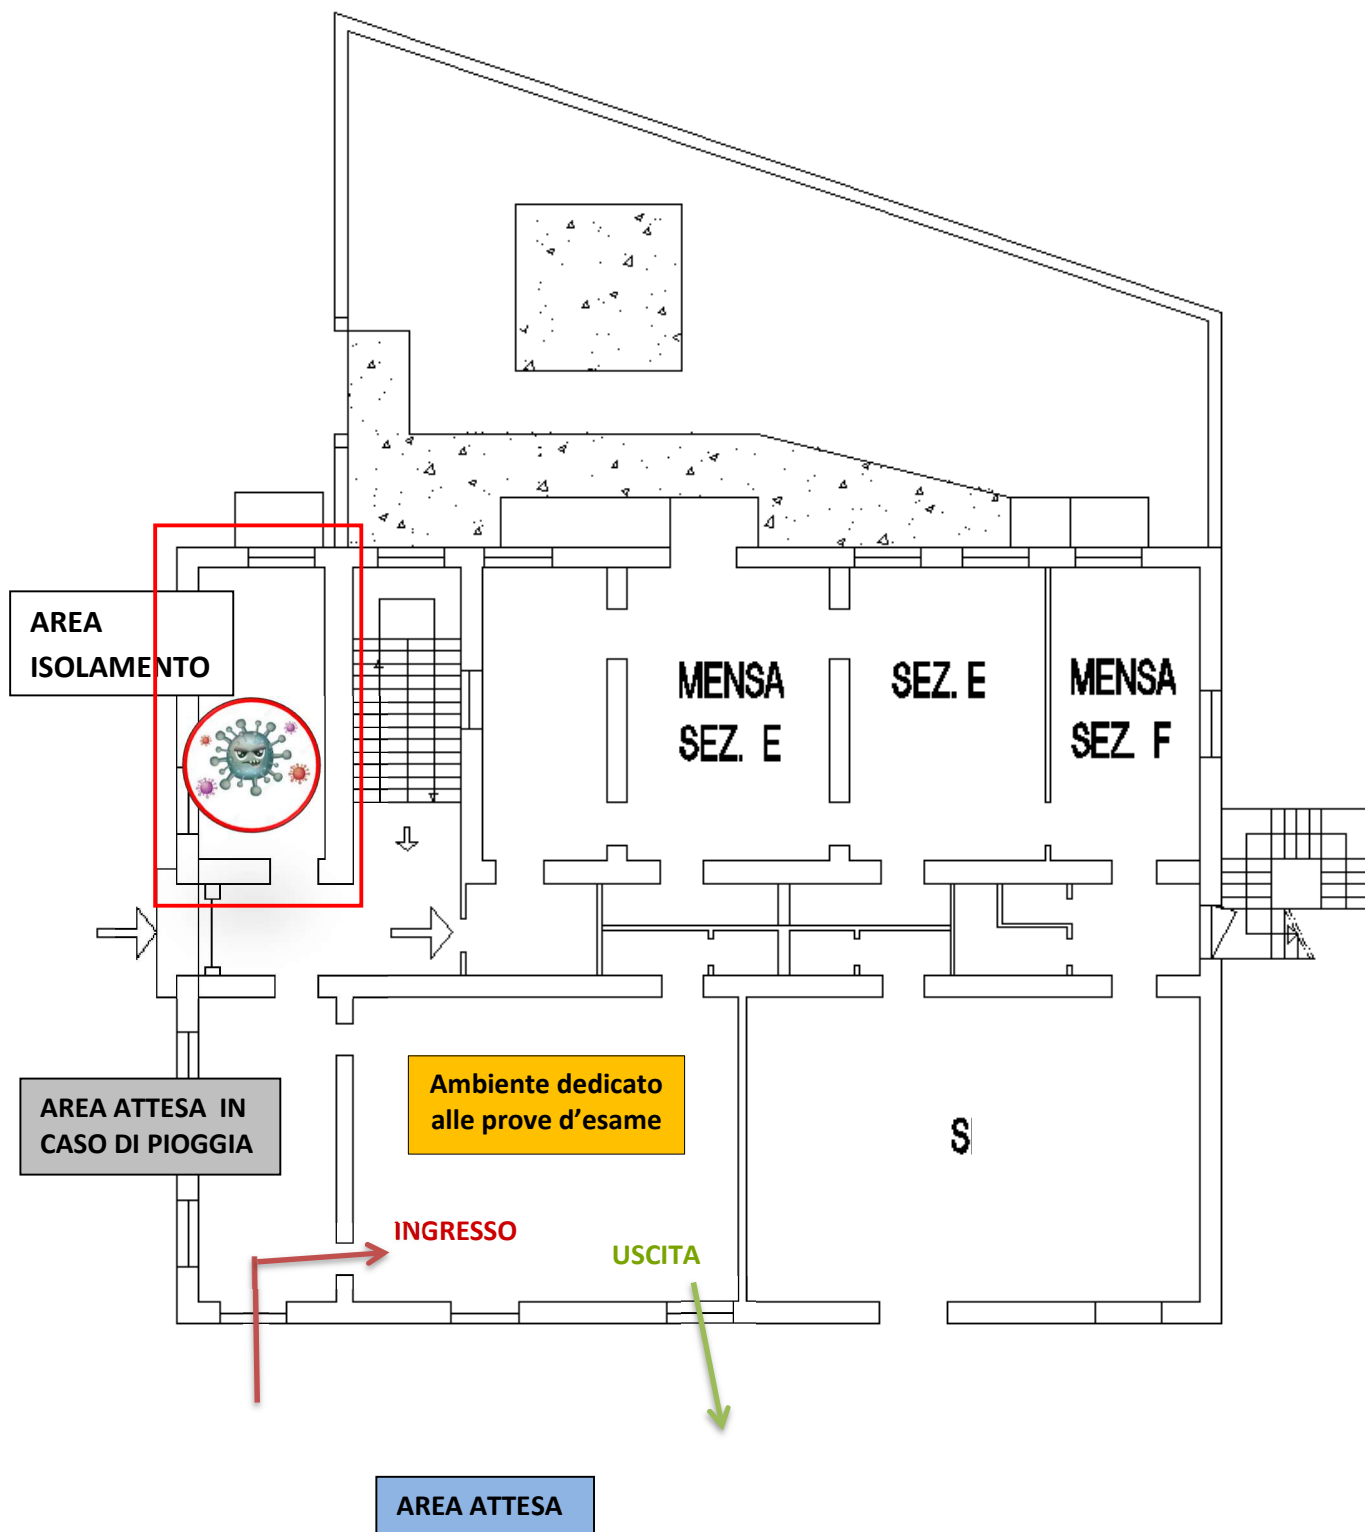 AREA
ISOLAMENTO
MENSA
SEZ. E
SEZ. E
MENSA
SEZ. F
AREA ATTESA IN
CASO DI PIOGGIA
Ambiente dedicato
alle prove d'esame
S
INGRESSO
USCITA
AREA ATTESA